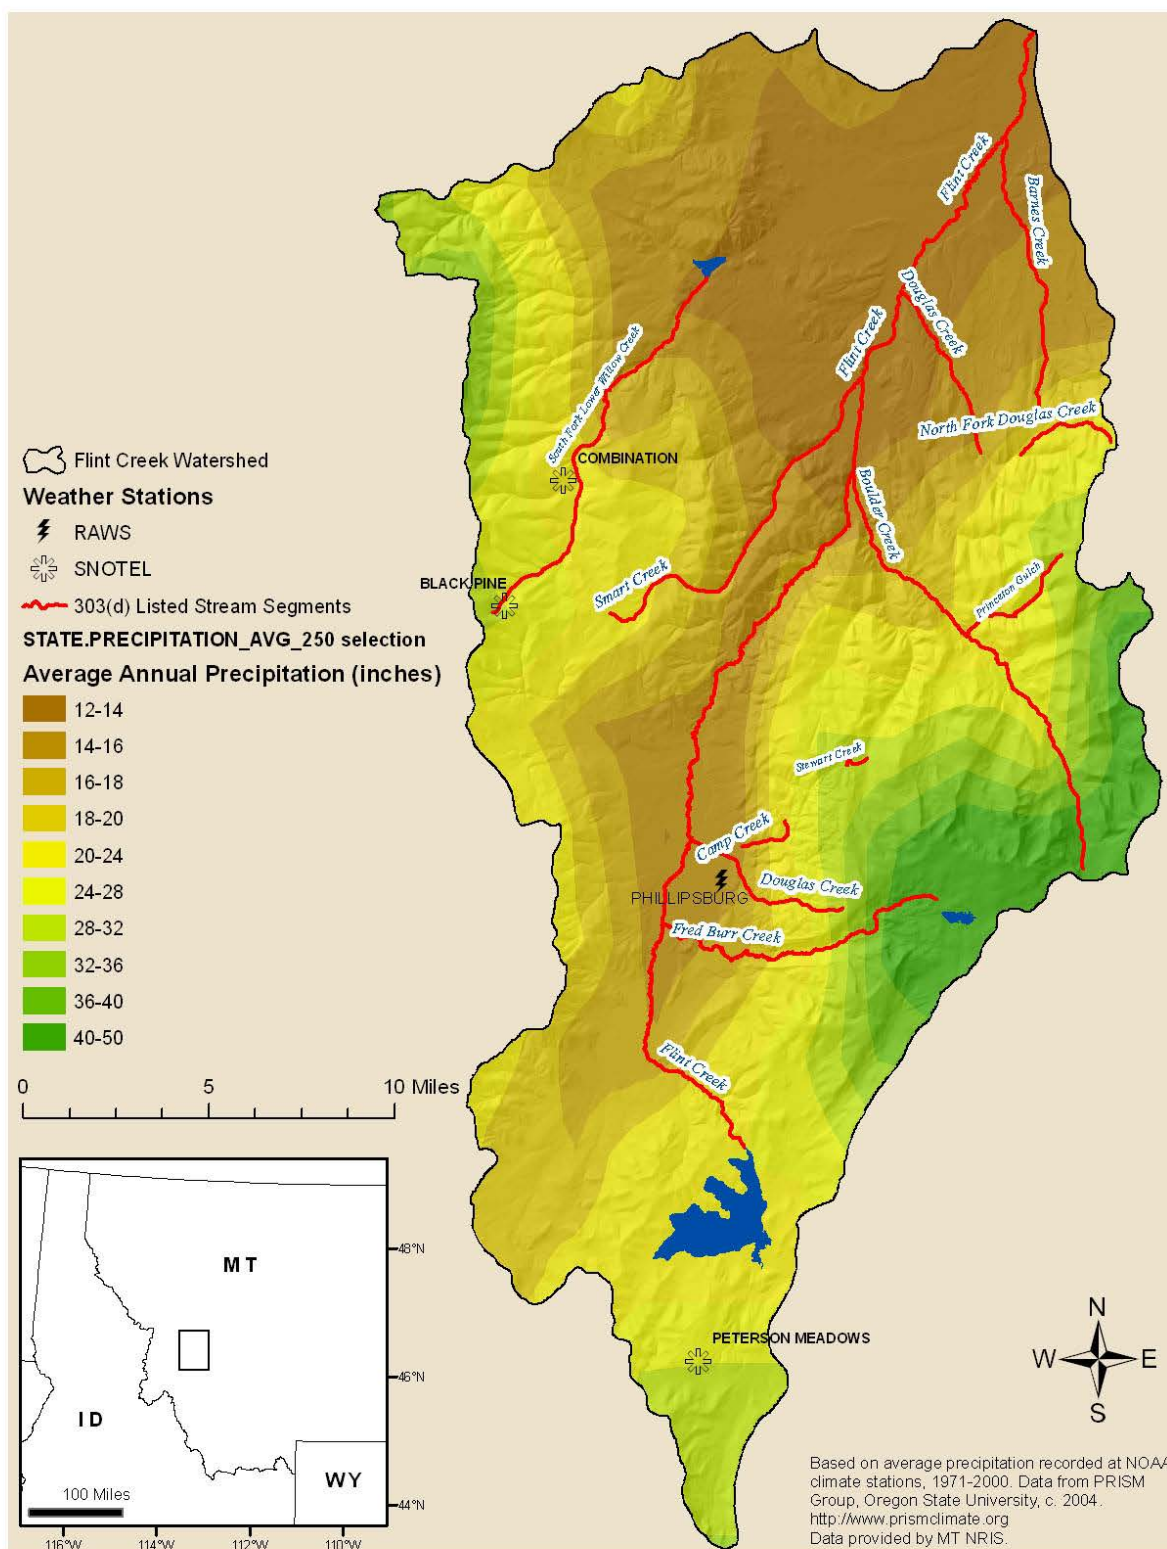 Flint Creek
Barnes Creek
Douglas Creek
Flint Creek
North Fork Douglas Creek
South Fork Lower Willow Creek
COMBINATION
Boulder Creek
Princeton Gulch
BLACK PINE
Smart Creek
Stewart Creek
Camp Creek
Douglas Creek
PHILLIPSBURG
Fred Burr Creek
Flint Creek
PETERSON MEADOWS
Flint Creek Watershed
Weather Stations
RAWS
SNOTEL
303(d) Listed Stream Segments
STATE.PRECIPITATION_AVG_250 selection
Average Annual Precipitation (inches)
12-14
14-16
16-18
18-20
20-24
24-28
28-32
32-36
36-40
40-50
0 5 10 Miles
MT
ID
WY
48°N
46°N
44°N
100 Miles
116°W 114°W 112°W 110°W
N
W E
S
Based on average precipitation recorded at NOAA
climate stations, 1971-2000. Data from PRISM
Group, Oregon State University, c. 2004.
http://www.prismclimate.org
Data provided by MT NRIS.